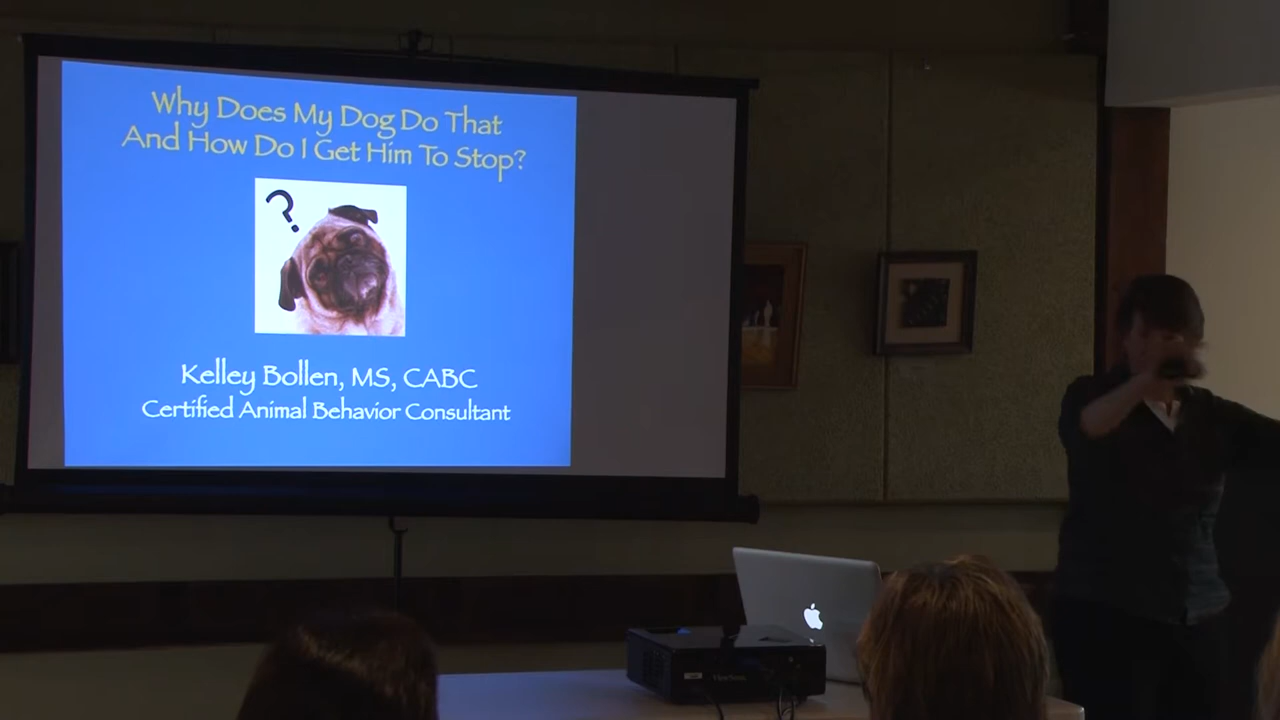 Why Does My Dog Do That
And How Do I Get Him To Stop?
?
Kelley Bollen, MS, CABC
Certified Animal Behavior Consultant
ViewSonic